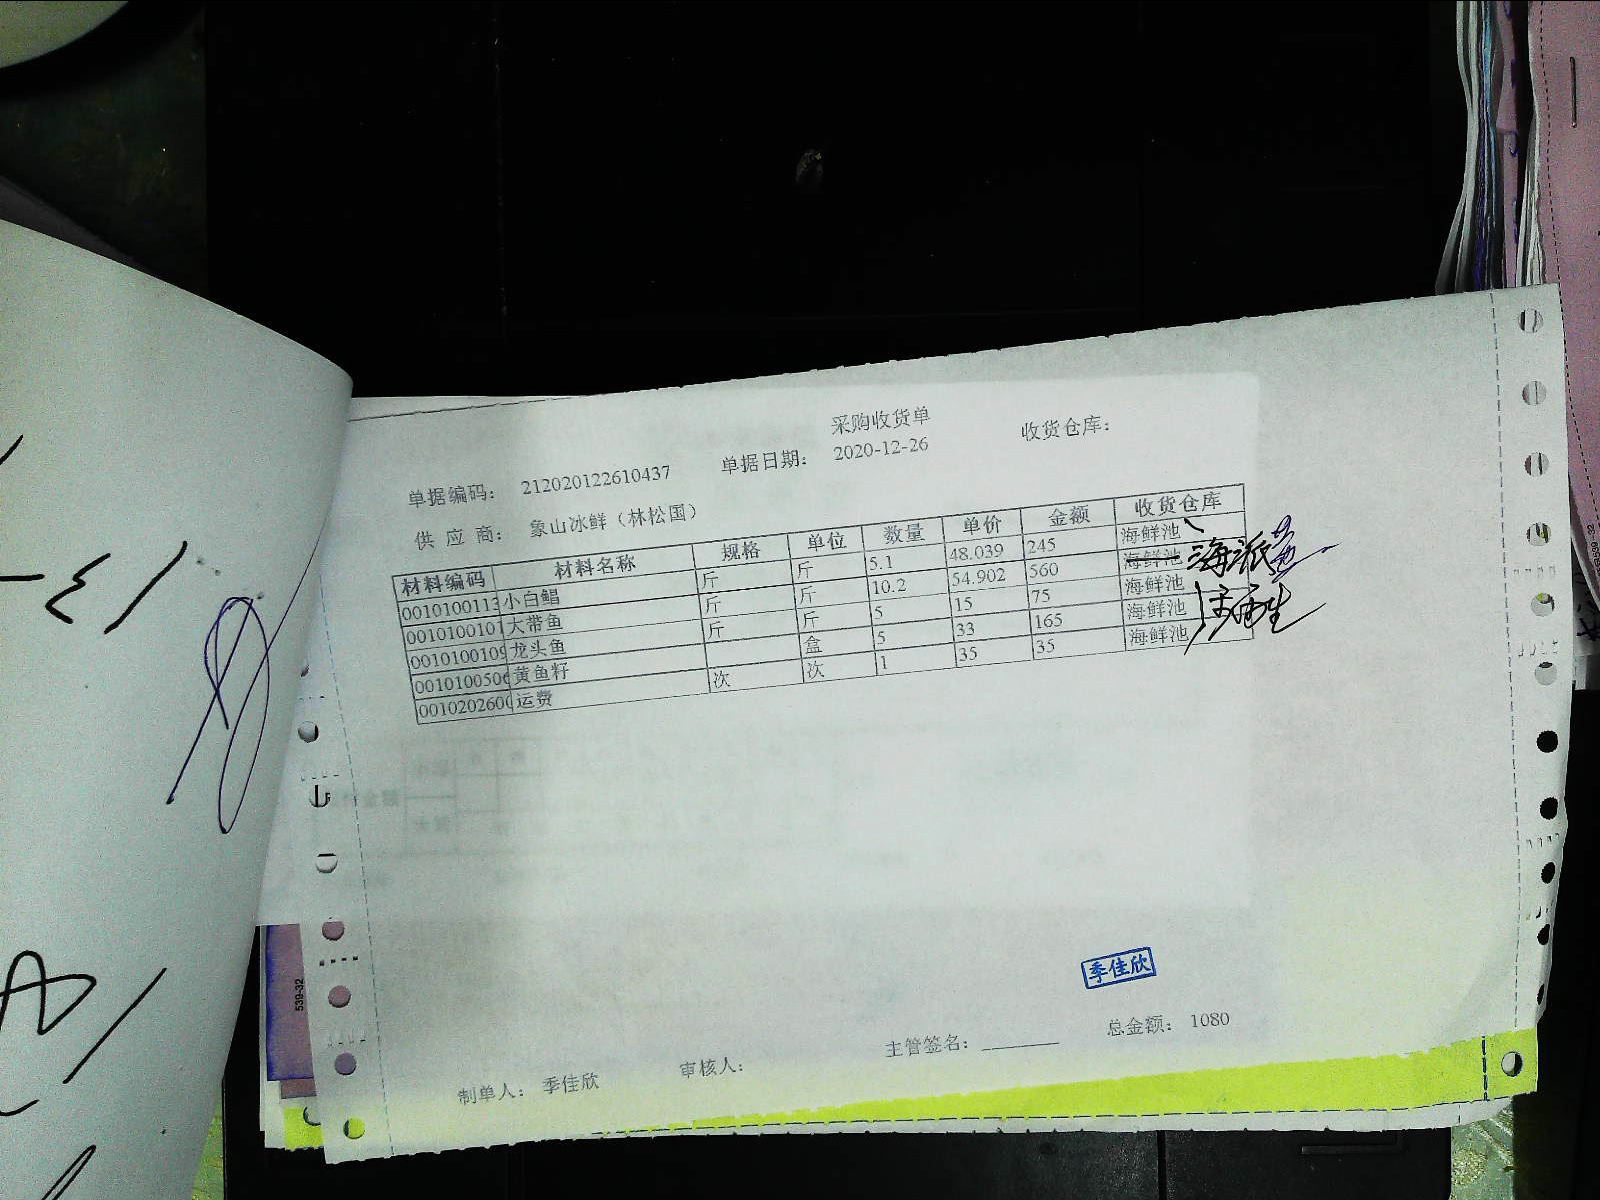 采购收货单
单据编码: 212020122610437 单据日期: 2020-12-26 收货仓库:
供 应 商: 象山冰鲜（林松国）
材料编码 材料名称 规格 单位 数量 单价 金额 收货仓库
0010100113 小白鲳 斤 斤 5.1 48.039 245 海鲜池
0010100101 大带鱼 斤 斤 10.2 54.902 560 海鲜池
0010100109 龙头鱼 斤 斤 5 15 75 海鲜池
0010100506 黄鱼籽 盒 5 33 165 海鲜池
0010202600 运费 次 次 1 35 35 海鲜池
季佳欣
制单人: 季佳欣 审核人: 主管签名: 总金额: 1080
539-32